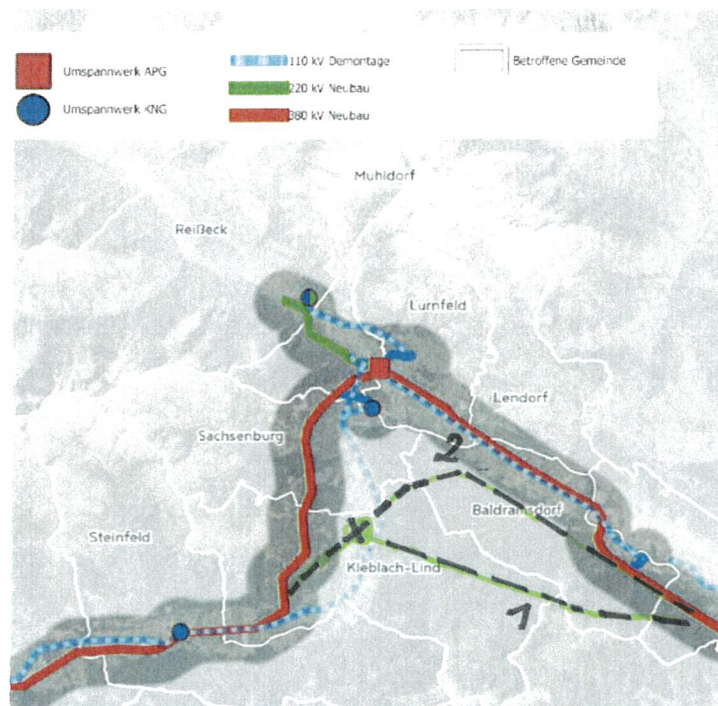 Umspannwerk APG
Umspannwerk KNG
110 kV Demontage
220 kV Neubau
380 kV Neubau
Betroffene Gemeinde
Muhldorf
Reißeck
Lurnfeld
Lendorf
Sachsenburg
2
Baldramsdorf
Steinfeld
X
Kleblach-Lind
1